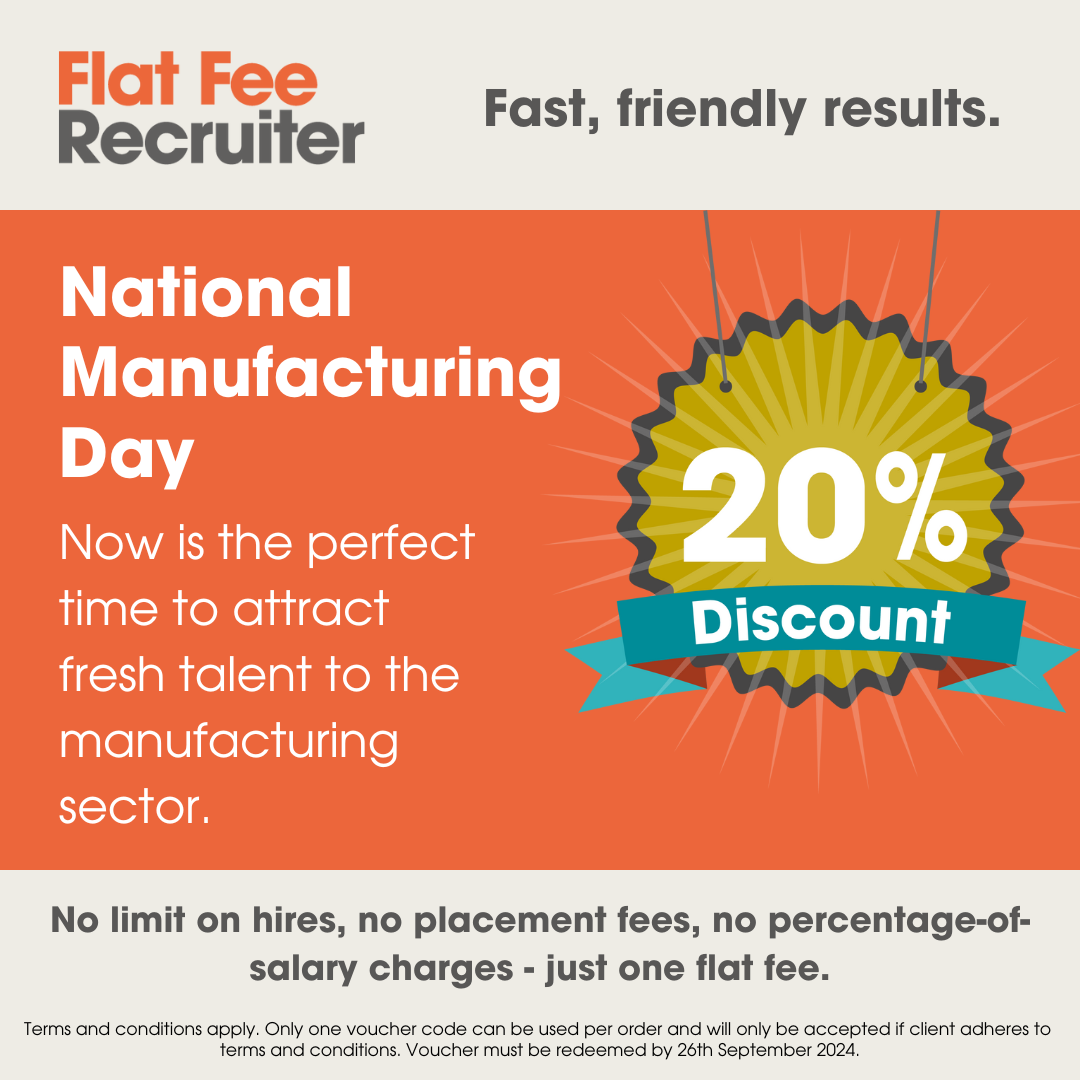 Flat Fee
Recruiter
Fast, friendly results.
National
Manufacturing
Day
Now is the perfect
time to attract
fresh talent to the
manufacturing
sector.
20%
Discount
No limit on hires, no placement fees, no percentage-of-
salary charges - just one flat fee.
Terms and conditions apply. Only one voucher code can be used per order and will only be accepted if client adheres to
terms and conditions. Voucher must be redeemed by 26th September 2024.